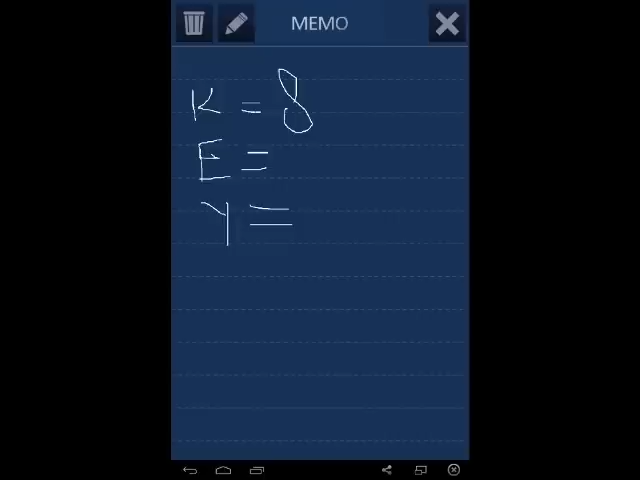 MEMO
K = 8
E =
Y =